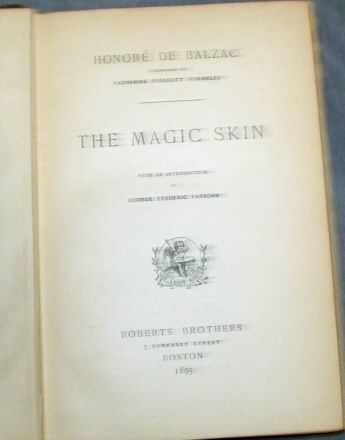 HONORÉ DE BALZAC
TRANSLATED BY
KATHARINE PRESCOTT WORMELEY
THE MAGIC SKIN
WITH AN INTRODUCTION
BY
GEORGE FREDERIC PARSONS
ROBERTS BROTHERS
3 SOMERSET STREET
BOSTON
1895